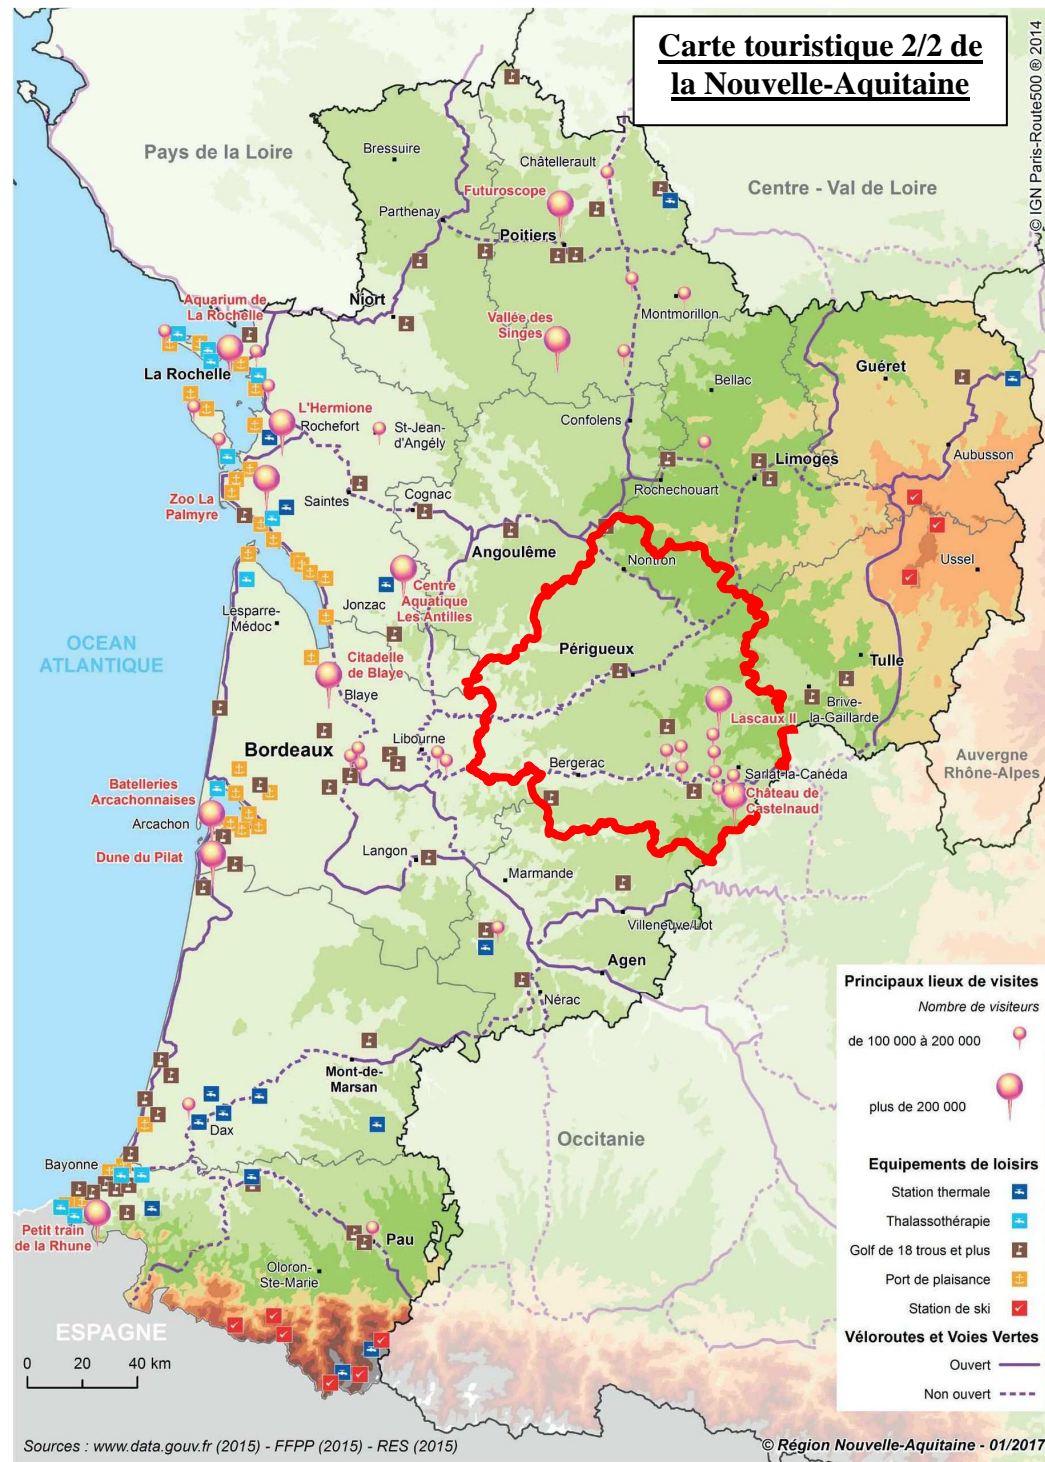 Carte touristique 2/2 de
la Nouvelle-Aquitaine
© IGN Paris-Route500 ® 2014
Pays de la Loire
Centre - Val de Loire
Bressuire
Châtellerault
Futuroscope
Parthenay
Poitiers
Niort
Montmorillon
Aquarium de
La Rochelle
Vallée des
Singes
La Rochelle
Bellac
Guéret
L'Hermione
Rochefort
St-Jean-
d'Angély
Confolens
Limoges
Aubusson
Zoo La
Palmyre
Saintes
Cognac
Rochechouart
Angoulême
Nontron
Ussel
Centre
Aquatique
Les Antilles
Jonzac
Lesparre-
Médoc
OCEAN
ATLANTIQUE
Citadelle
de Blaye
Blaye
Périgueux
Tulle
Brive-
la-Gaillarde
Lascaux II
Bordeaux
Libourne
Bergerac
Sarlat-la-Canéda
Auvergne
Rhône-Alpes
Château de
Castelnaud
Batelleries
Arcachonnaises
Arcachon
Dune du Pilat
Langon
Marmande
Villeneuve/Lot
Agen
Nérac
Mont-de-
Marsan
Dax
Occitanie
Bayonne
Petit train
de la Rhune
Pau
Oloron-
Ste-Marie
ESPAGNE
0 20 40 km
Principaux lieux de visites
Nombre de visiteurs
de 100 000 à 200 000
plus de 200 000
Equipements de loisirs
Station thermale
Thalassothérapie
Golf de 18 trous et plus
Port de plaisance
Station de ski
Véloroutes et Voies Vertes
Ouvert
Non ouvert
Sources : www.data.gouv.fr (2015) - FFPP (2015) - RES (2015)
© Région Nouvelle-Aquitaine - 01/2017